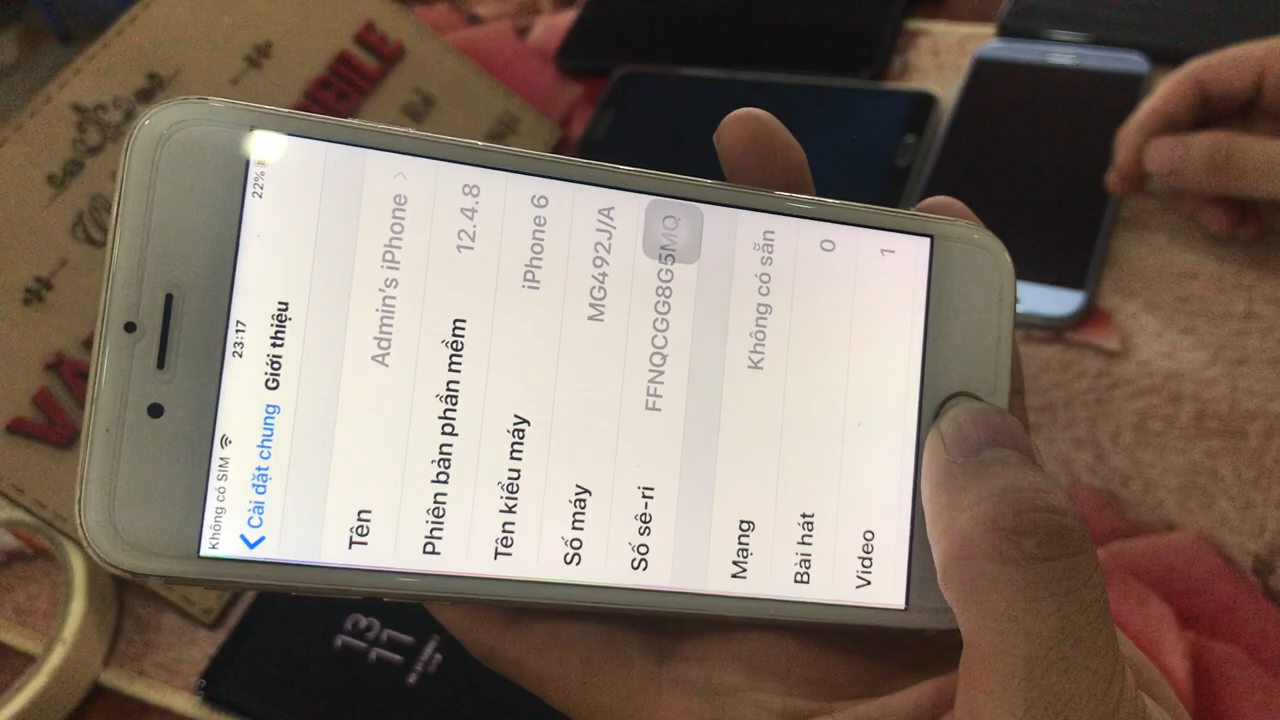 Không có SIM 23:17 22%
Cài đặt chung Giới thiệu
Tên Admin's iPhone
Phiên bản phần mềm 12.4.8
Tên kiểu máy iPhone 6
Số máy MG492J/A
Số sê-ri FFNQCGG8G5MQ
Mạng Không có sẵn
Bài hát 0
Video 1
13
11